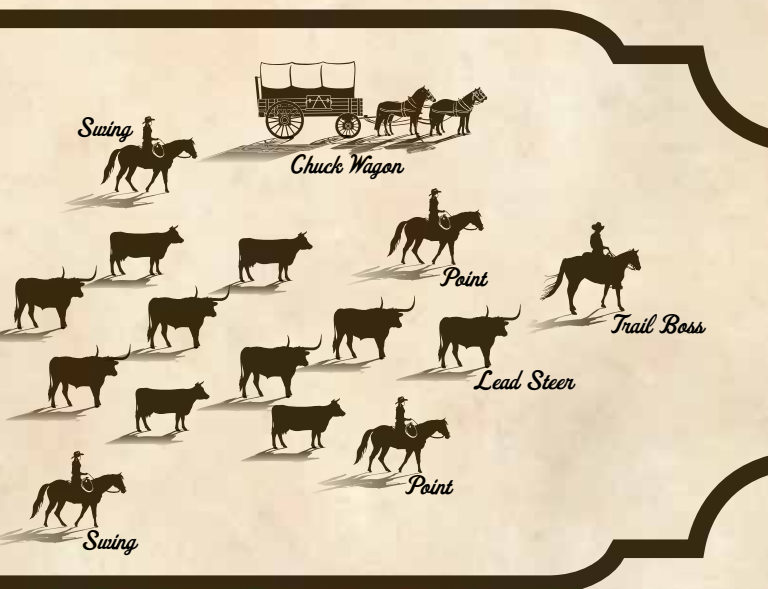 Swing
Chuck Wagon
Point
Trail Boss
Lead Steer
Point
Swing